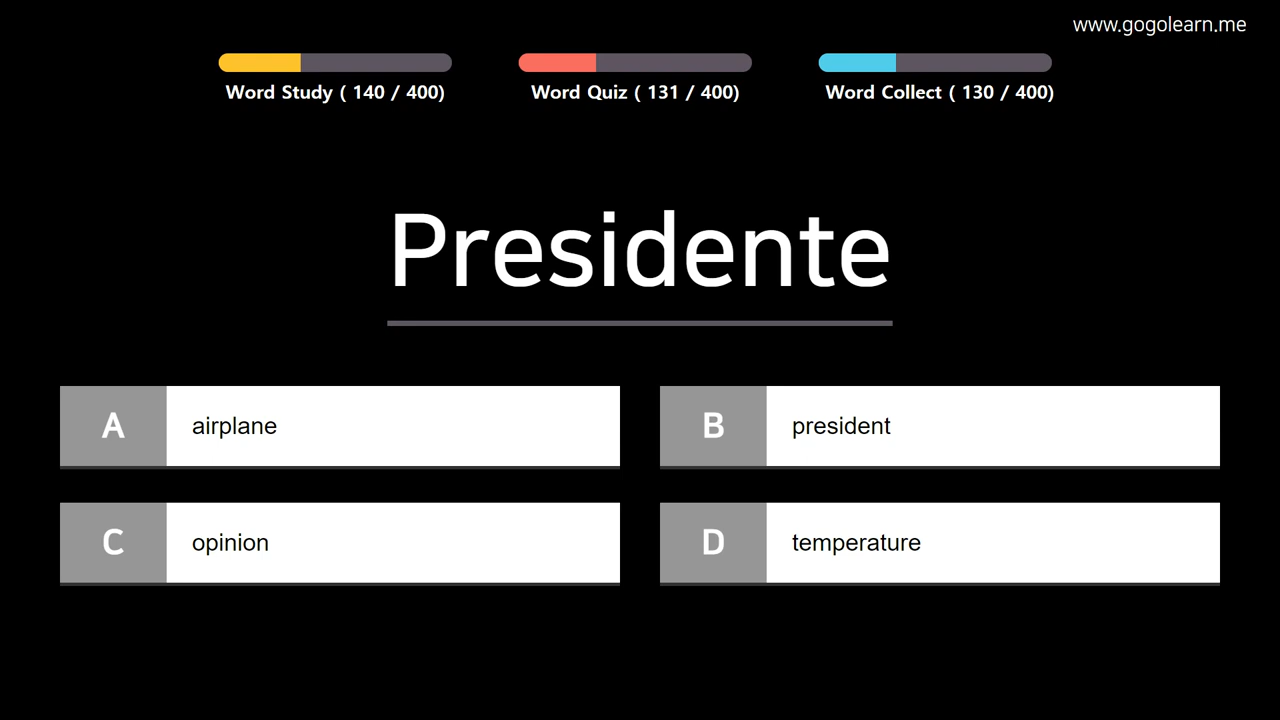 www.gogolearn.me
Word Study ( 140 / 400)
Word Quiz ( 131 / 400)
Word Collect ( 130 / 400)
Presidente
A airplane
B president
C opinion
D temperature